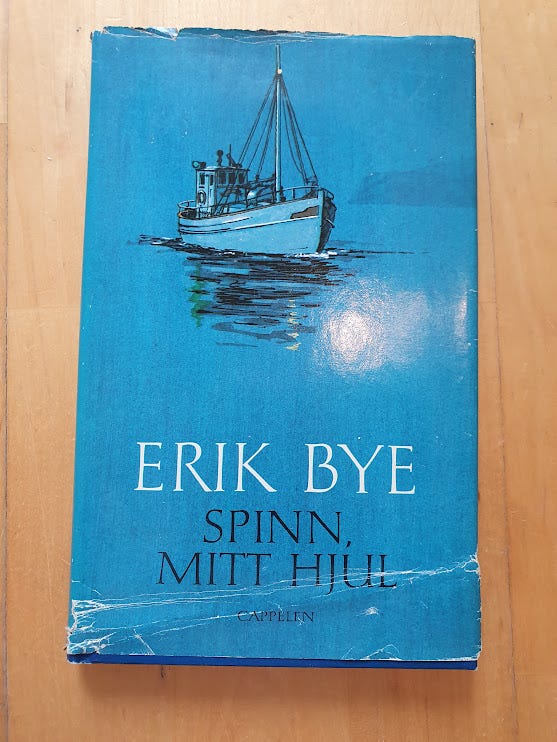 ERIK BYE
SPINN,
MITT HJUL
CAPPELEN